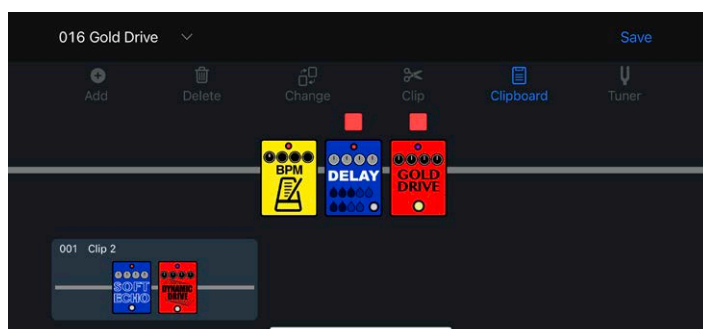 016 Gold Drive
Save
Add
Delete
Change
Clip
Clipboard
Tuner
BPM
DELAY
GOLD
DRIVE
001 Clip 2
SOFT
ECHO
DYNAMIC
DRIVE